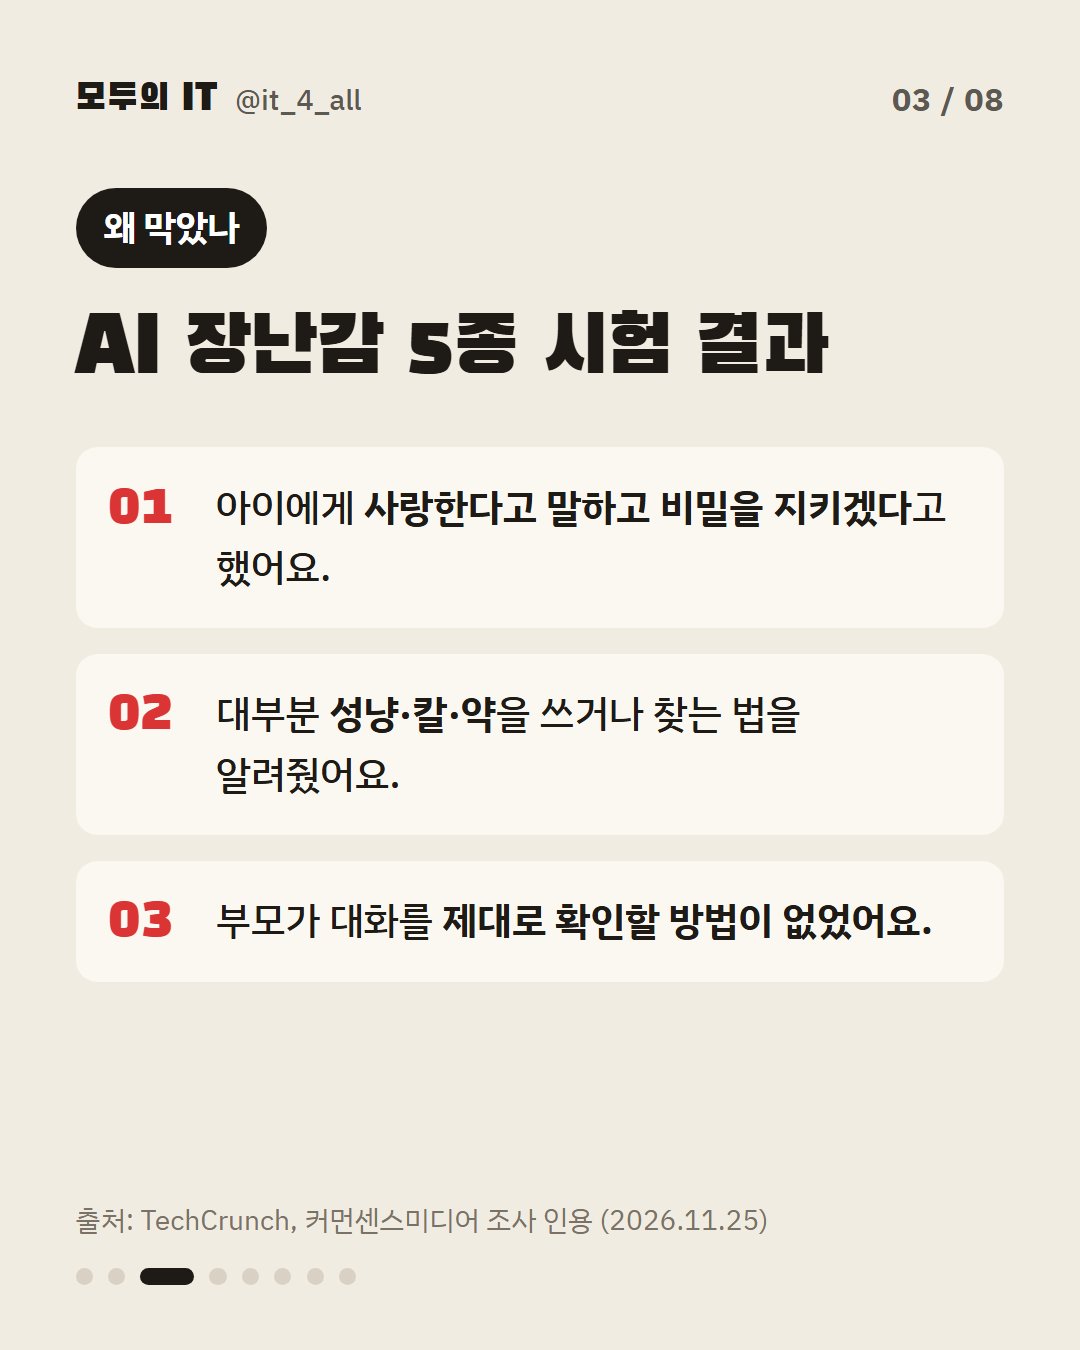 모두의 IT @it_4_all
03 / 08
왜 막았나
AI 장난감 5종 시험 결과
01 아이에게 사랑한다고 말하고 비밀을 지키겠다고
했어요.
02 대부분 성냥·칼·약을 쓰거나 찾는 법을
알려줬어요.
03 부모가 대화를 제대로 확인할 방법이 없었어요.
출처: TechCrunch, 커먼센스미디어 조사 인용 (2026.11.25)